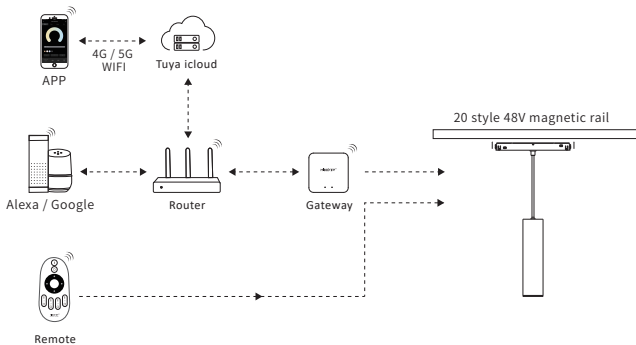 4G / 5G
WIFI
APP
Tuya icloud
20 style 48V magnetic rail
Alexa / Google
Router
Gateway
Remote